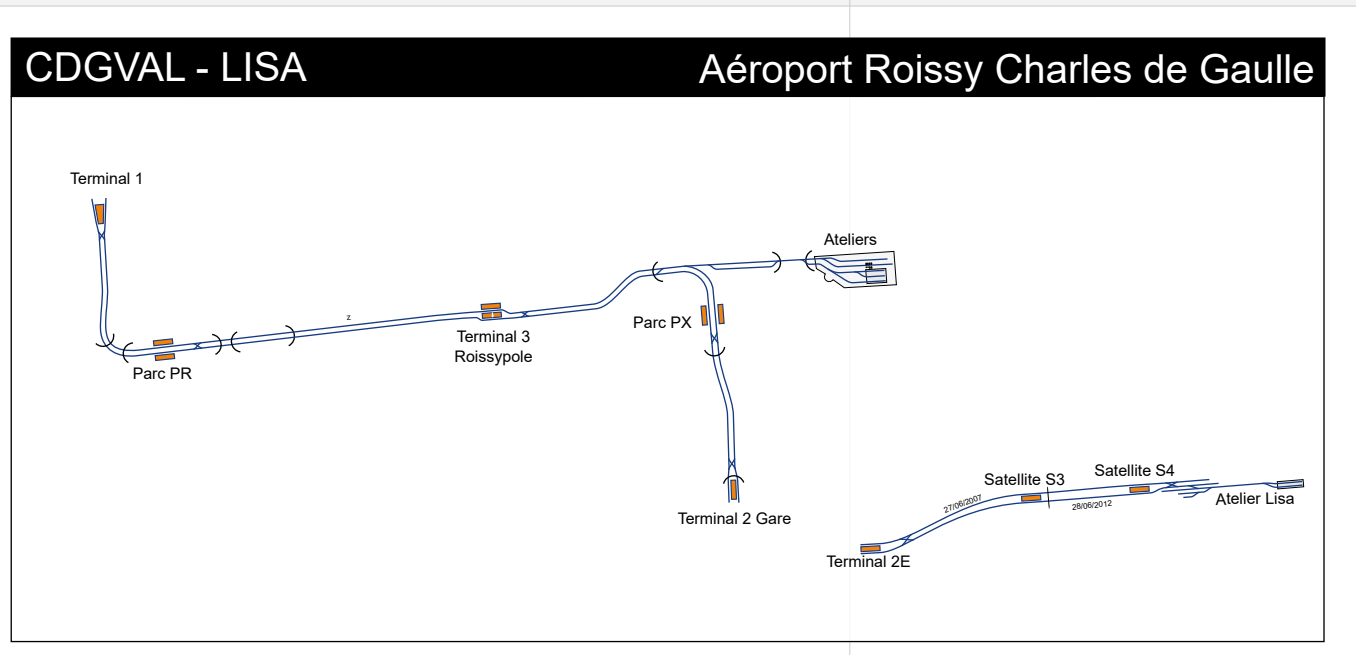 CDGVAL - LISA
Aéroport Roissy Charles de Gaulle
Terminal 1
Ateliers
z
Parc PX
Terminal 3
Roissypole
Parc PR
Satellite S4
Satellite S3
Atelier Lisa
27/06/2007
28/06/2012
Terminal 2 Gare
Terminal 2E